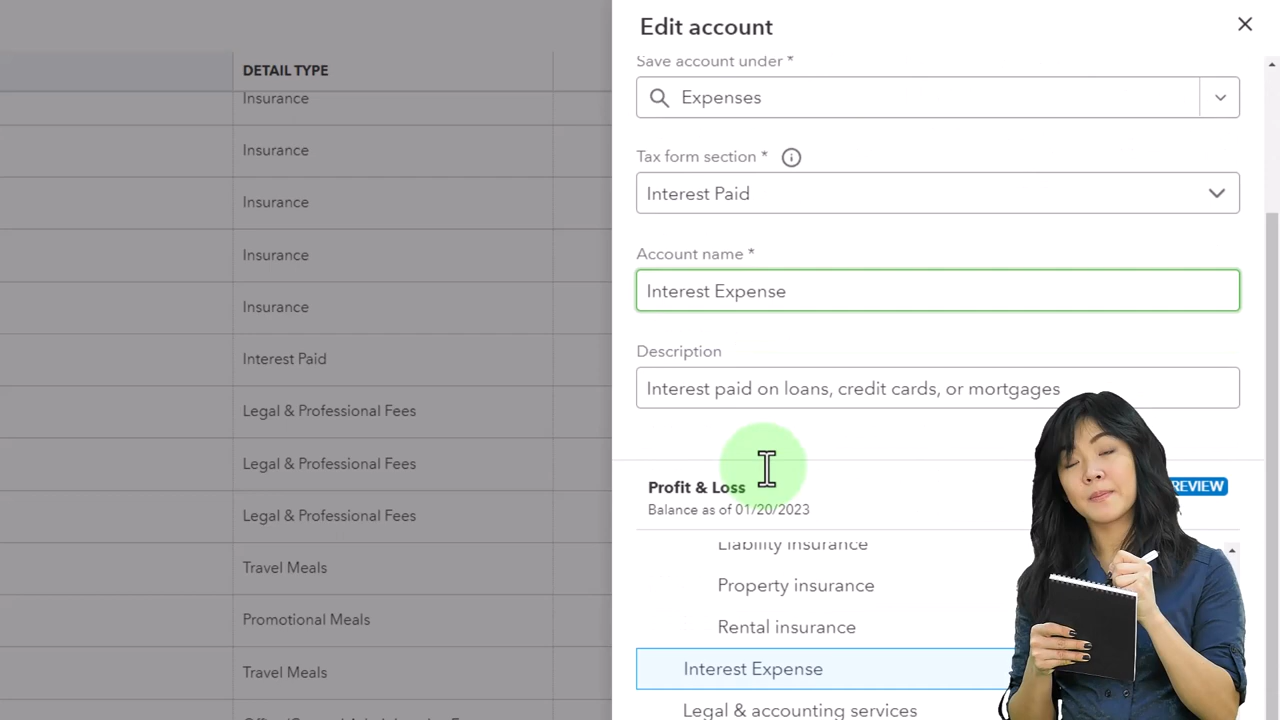 Edit account
DETAIL TYPE
Insurance
Insurance
Insurance
Insurance
Insurance
Interest Paid
Legal & Professional Fees
Legal & Professional Fees
Legal & Professional Fees
Travel Meals
Promotional Meals
Travel Meals
Save account under *
Expenses
Tax form section *
Interest Paid
Account name *
Interest Expense
Description
Interest paid on loans, credit cards, or mortgages
Profit & Loss
REVIEW
Balance as of 01/20/2023
Liability insurance
Property insurance
Rental insurance
Interest Expense
Legal & accounting services